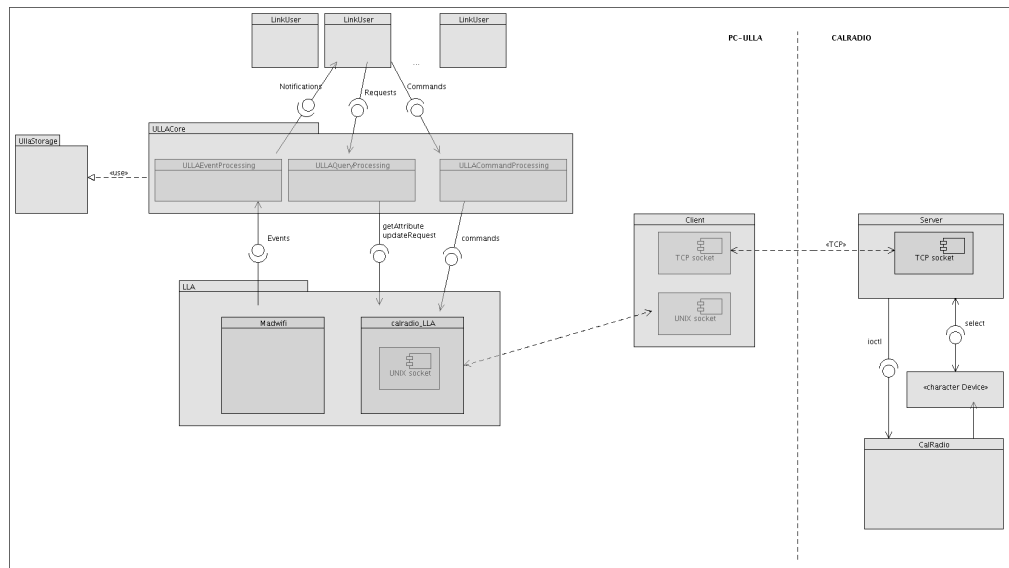 LinkUser
LinkUser
LinkUser
...
PC-ULLA
CALRADIO
Notifications
Requests
Commands
UllaStorage
«use»
ULLACore
ULLAEventProcessing
ULLAQueryProcessing
ULLACommandProcessing
Events
getAttribute
updateRequest
commands
LLA
Madwifi
calradio_LLA
UNIX socket
Client
TCP socket
UNIX socket
«TCP»
Server
TCP socket
ioctl
select
«character Device»
CalRadio